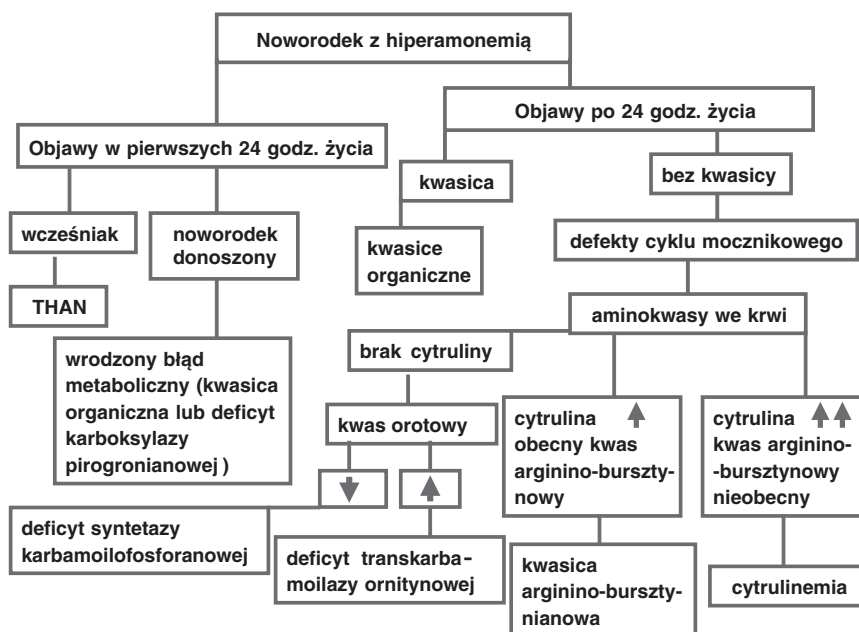 Noworodek z hiperamonemią
Objawy po 24 godz. życia
Objawy w pierwszych 24 godz. życia
kwasica
bez kwasicy
wcześniak
noworodek
donoszony
kwasice
organiczne
defekty cyklu mocznikowego
THAN
aminokwasy we krwi
wrodzony błąd
metaboliczny (kwasica
organiczna lub deficyt
karboksylazy
pirogronianowej )
brak cytruliny
kwas orotowy
cytrulina
obecny kwas
arginino-burszty-
nowy
cytrulina
kwas arginino-
-bursztynowy
nieobecny
deficyt syntetazy
karbamoilofosforanowej
deficyt transkarba-
moilazy ornitynowej
kwasica
arginino-burszty-
nianowa
cytrulinemia